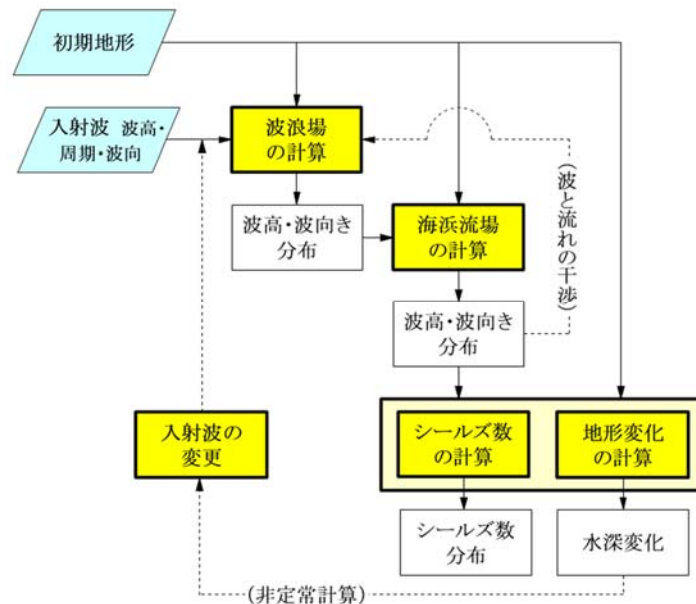 初期地形
入射波 波高・
周期・波向
波浪場
の計算
波高・波向き
分布
海浜流場
の計算
(波と流れの干渉)
波高・波向き
分布
入射波の
変更
シールズ数
の計算
地形変化
の計算
シールズ数
分布
水深変化
(非定常計算)